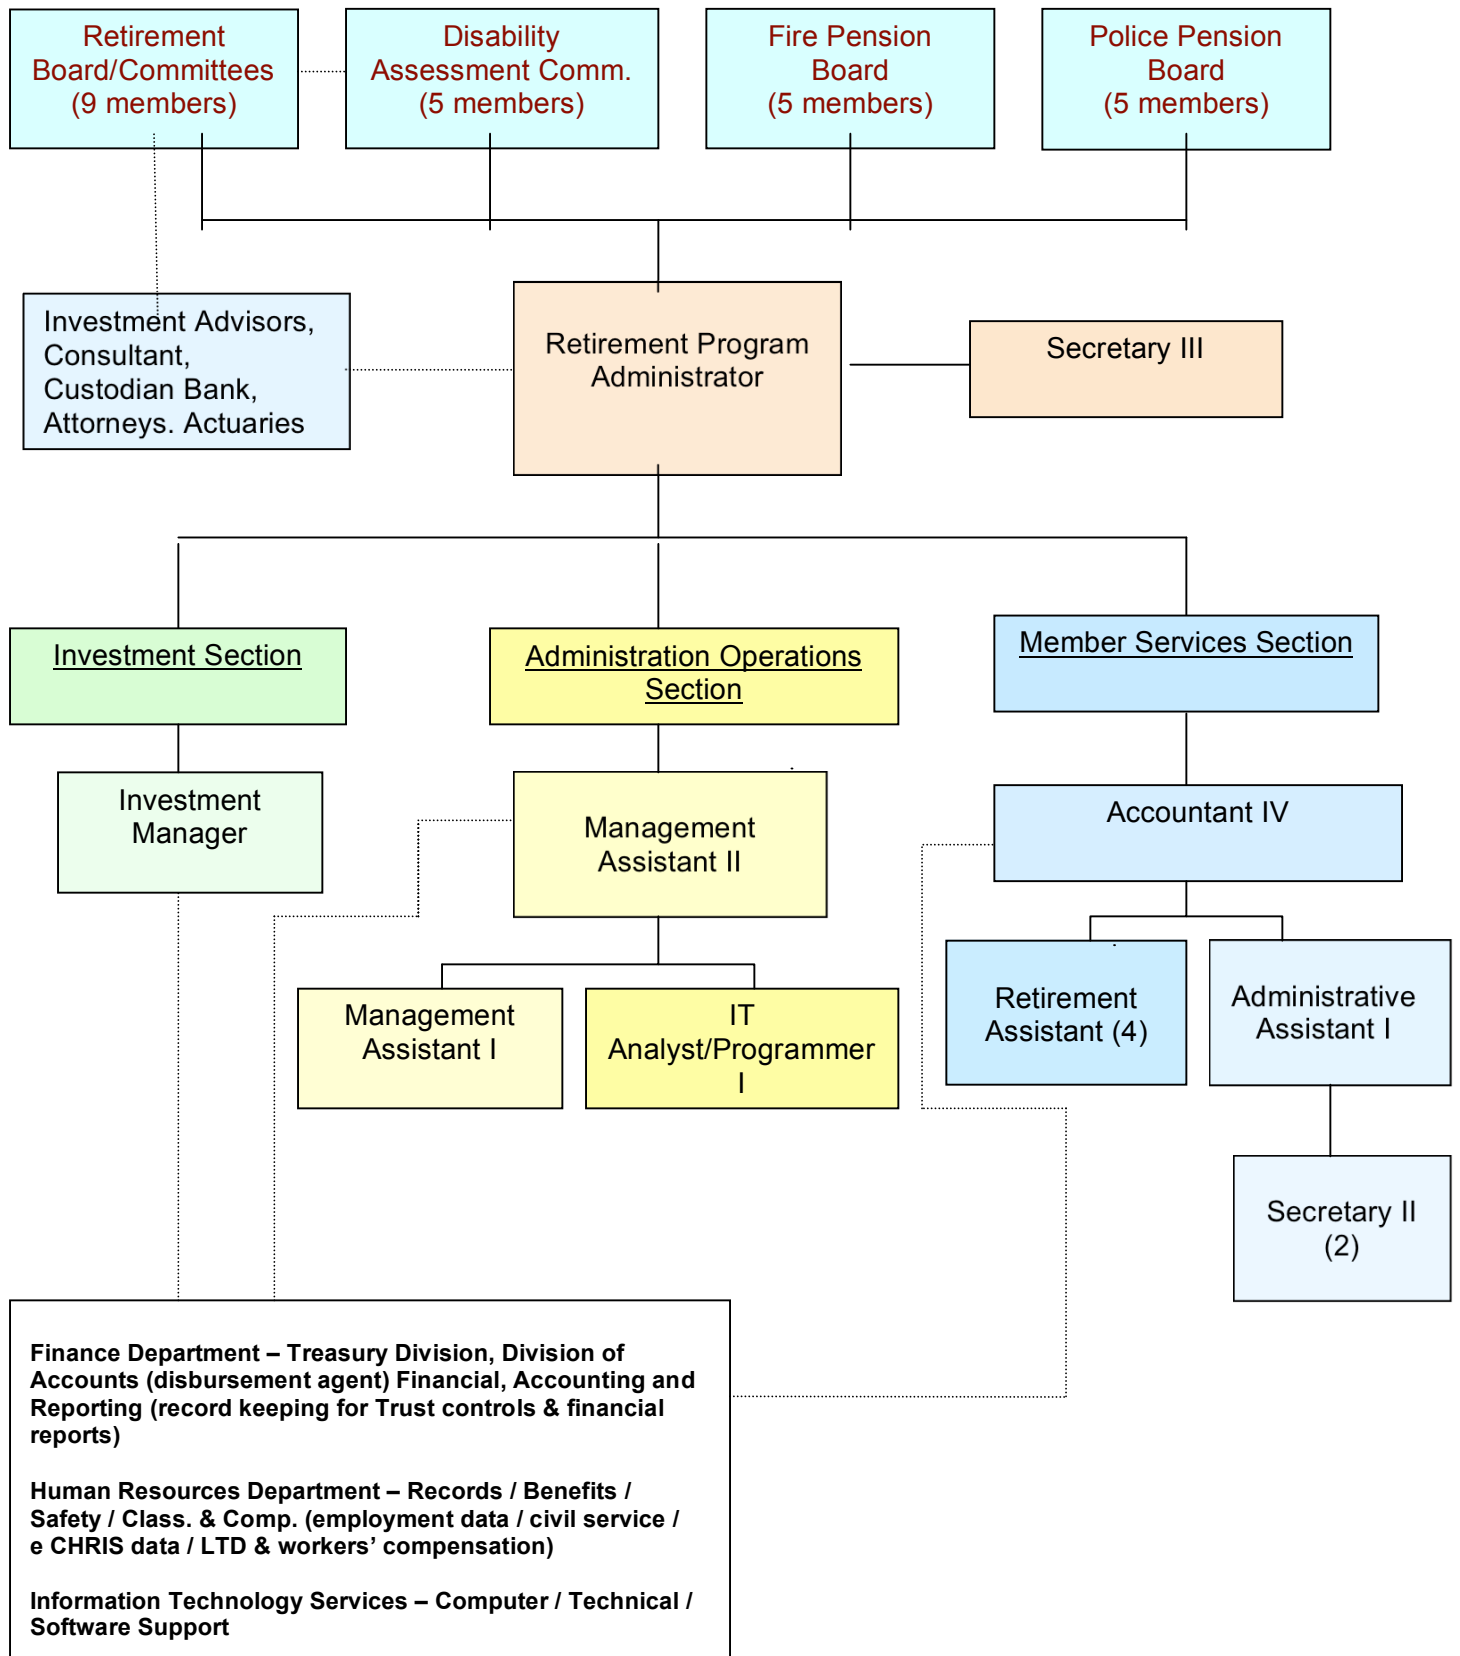 Retirement
Board/Committees
(9 members)
Disability
Assessment Comm.
(5 members)
Fire Pension
Board
(5 members)
Police Pension
Board
(5 members)
Investment Advisors,
Consultant,
Custodian Bank,
Attorneys. Actuaries
Retirement Program
Administrator
Secretary III
Investment Section
Administration Operations
Section
Member Services Section
Investment
Manager
Management
Assistant II
Accountant IV
Management
Assistant I
IT
Analyst/Programmer
I
Retirement
Assistant (4)
Administrative
Assistant I
Secretary II
(2)
Finance Department – Treasury Division, Division of
Accounts (disbursement agent) Financial, Accounting and
Reporting (record keeping for Trust controls & financial
reports)
Human Resources Department – Records / Benefits /
Safety / Class. & Comp. (employment data / civil service /
e CHRIS data / LTD & workers’ compensation)
Information Technology Services – Computer / Technical /
Software Support